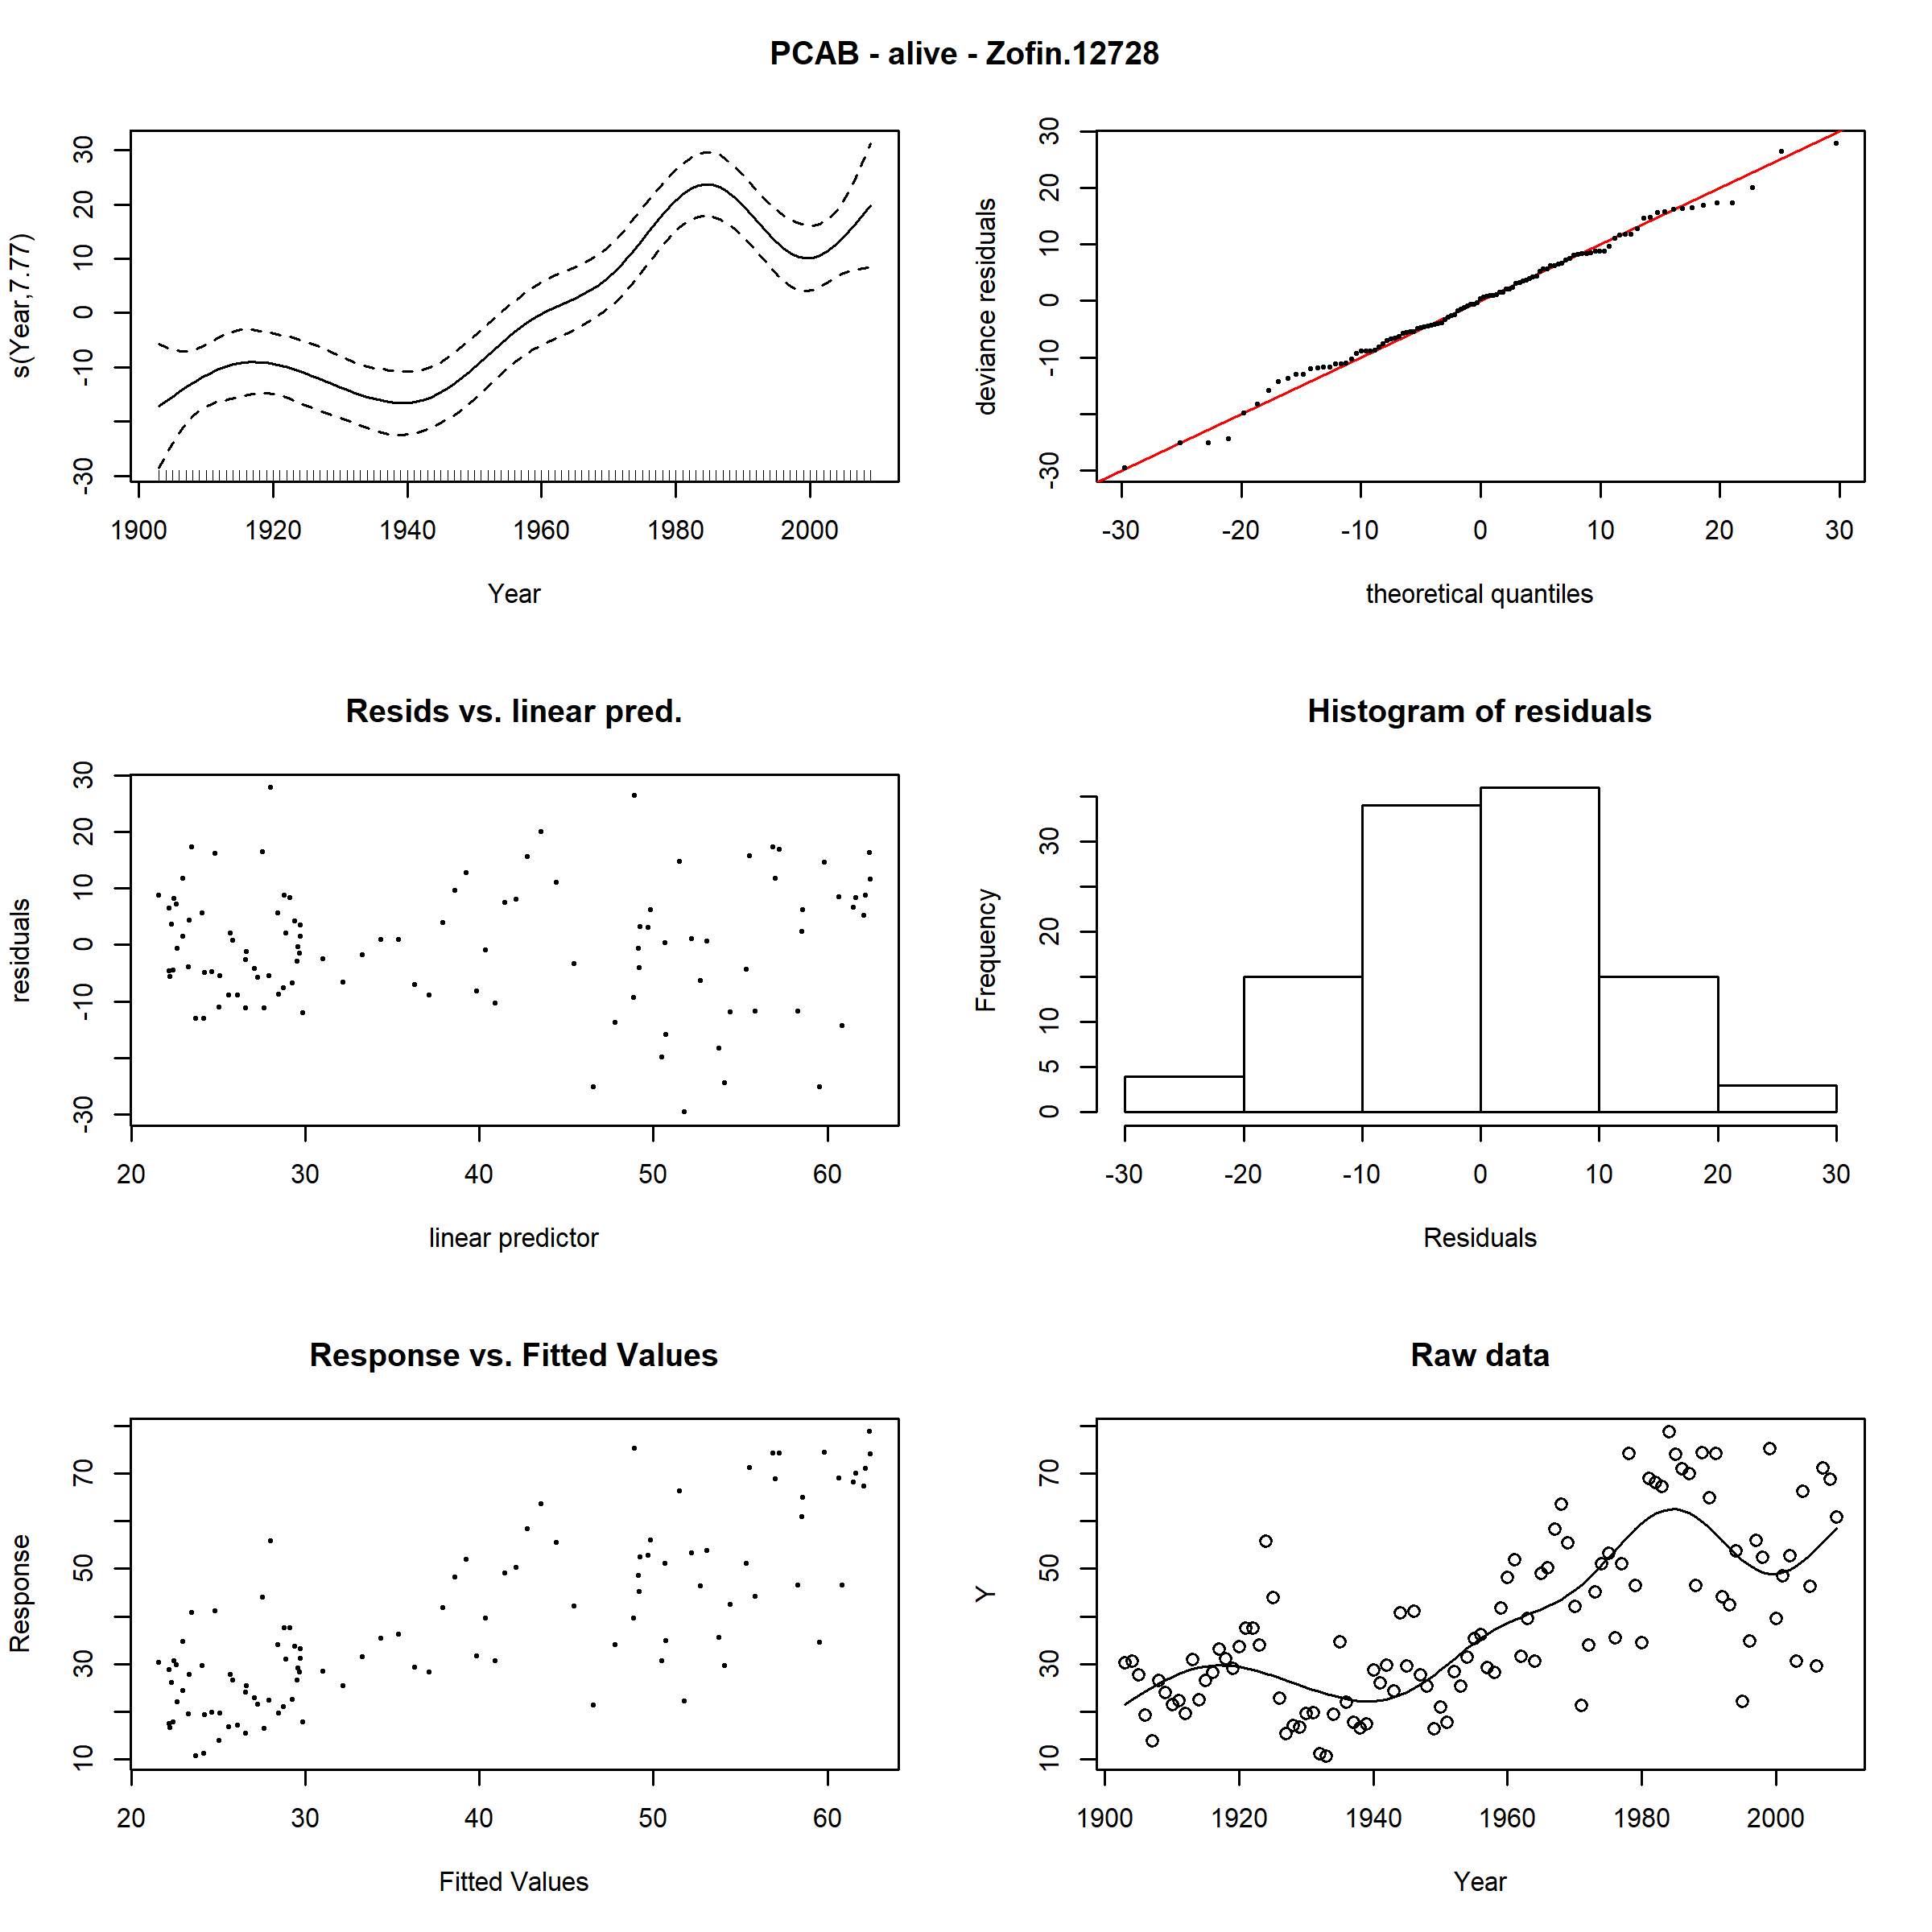 PCAB - alive - Zofin.12728
s(Year,7.77)
-30 -10 0 10 20 30
1900 1920 1940 1960 1980 2000
Year
deviance residuals
-30 -10 0 10 20 30
-30 -20 -10 0 10 20 30
theoretical quantiles
Resids vs. linear pred.
residuals
-30 -10 0 10 20 30
20 30 40 50 60
linear predictor
Histogram of residuals
Frequency
0 5 10 20 30
-30 -20 -10 0 10 20 30
Residuals
Response vs. Fitted Values
Response
10 30 50 70
20 30 40 50 60
Fitted Values
Raw data
Y
10 30 50 70
1900 1920 1940 1960 1980 2000
Year